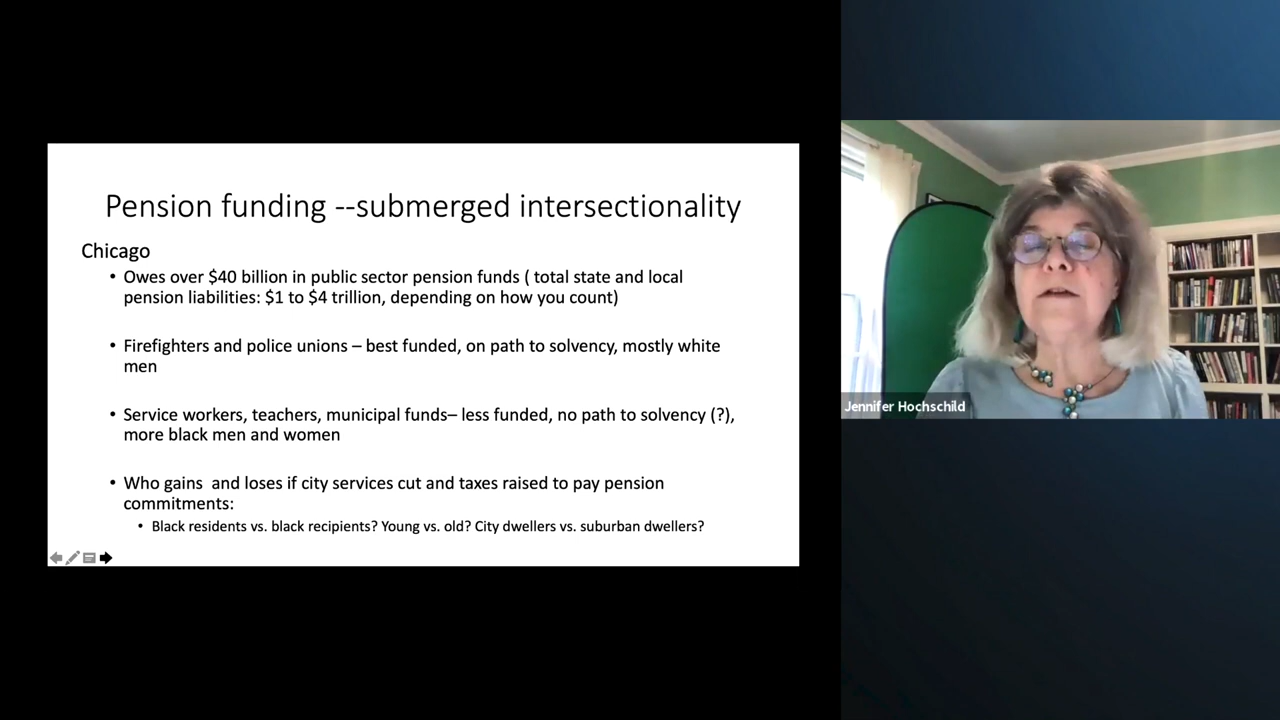 Pension funding --submerged intersectionality
Chicago
• Owes over $40 billion in public sector pension funds ( total state and local
pension liabilities: $1 to $4 trillion, depending on how you count)
• Firefighters and police unions – best funded, on path to solvency, mostly white
men
• Service workers, teachers, municipal funds– less funded, no path to solvency (?),
more black men and women
• Who gains  and loses if city services cut and taxes raised to pay pension
commitments:
• Black residents vs. black recipients? Young vs. old? City dwellers vs. suburban dwellers?
Jennifer Hochschild